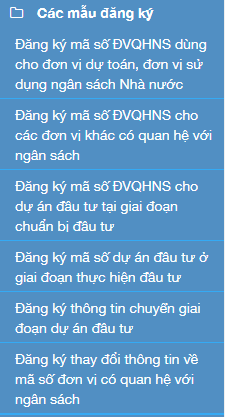 Các mẫu đăng ký
Đăng ký mã số ĐVQHNS dùng
cho đơn vị dự toán, đơn vị sử
dụng ngân sách Nhà nước
Đăng ký mã số ĐVQHNS cho
các đơn vị khác có quan hệ với
ngân sách
Đăng ký mã số ĐVQHNS cho
dự án đầu tư tại giai đoạn
chuẩn bị đầu tư
Đăng ký mã số dự án đầu tư ở
giai đoạn thực hiện đầu tư
Đăng ký thông tin chuyển giai
đoạn dự án đầu tư
Đăng ký thay đổi thông tin về
mã số đơn vị có quan hệ với
ngân sách